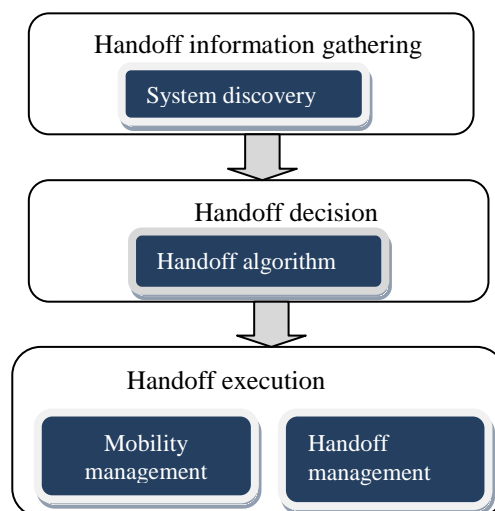 Handoff information gathering
System discovery
Handoff decision
Handoff algorithm
Handoff execution
Mobility
management
Handoff
management